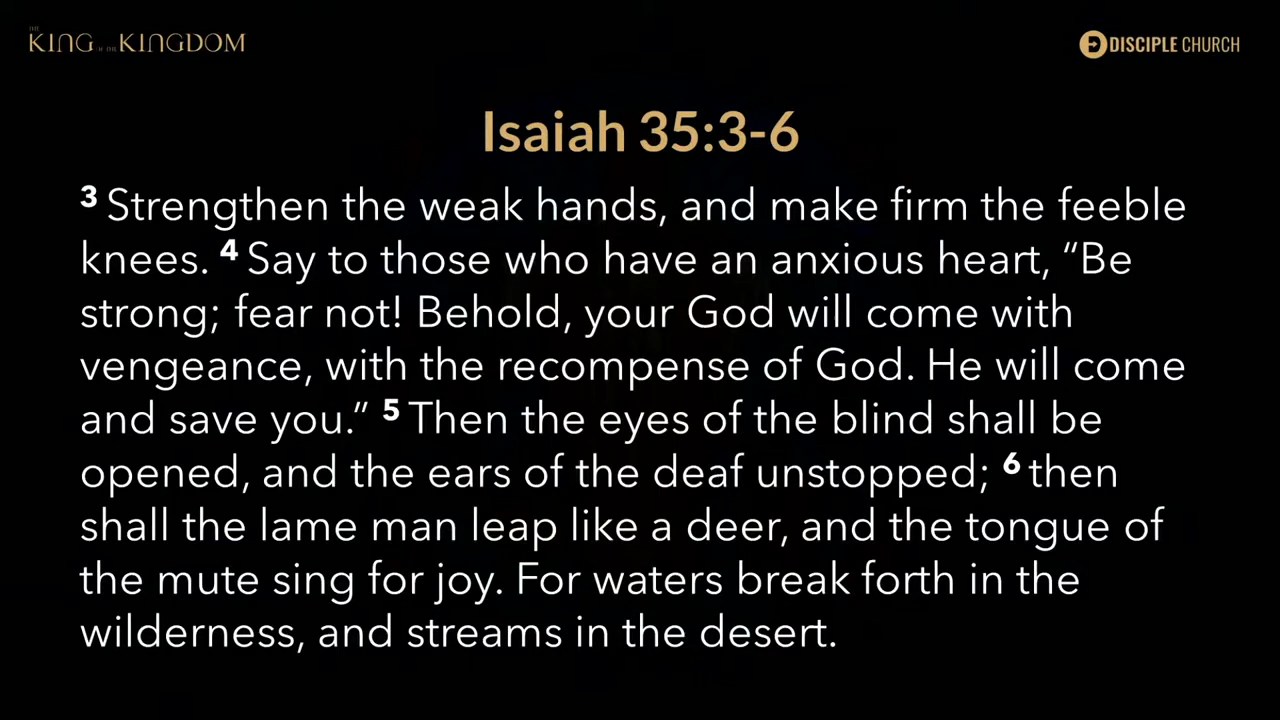 THE
KING OF THE KINGDOM
DISCIPLE CHURCH
Isaiah 35:3-6
3 Strengthen the weak hands, and make firm the feeble
knees. 4 Say to those who have an anxious heart, “Be
strong; fear not! Behold, your God will come with
vengeance, with the recompense of God. He will come
and save you.” 5 Then the eyes of the blind shall be
opened, and the ears of the deaf unstopped; 6 then
shall the lame man leap like a deer, and the tongue of
the mute sing for joy. For waters break forth in the
wilderness, and streams in the desert.